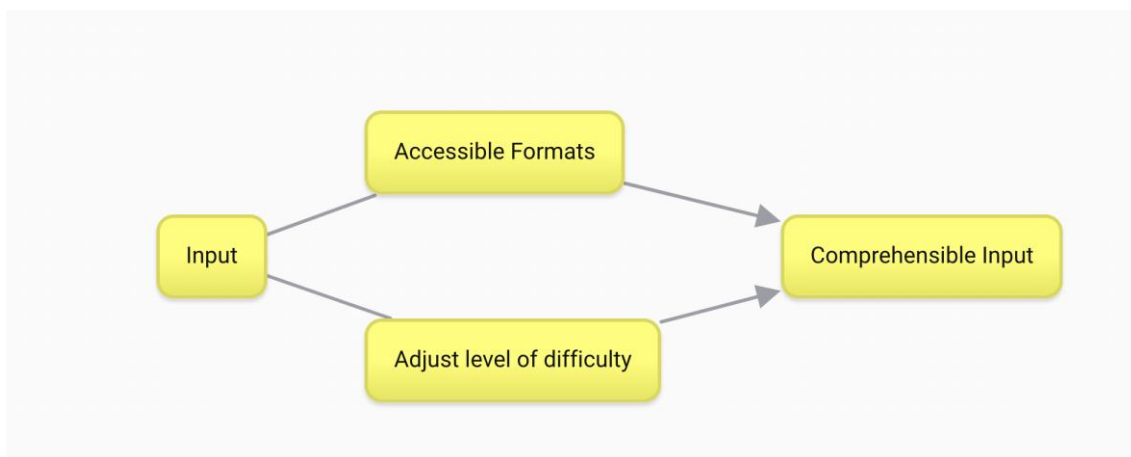 Accessible Formats
Input
Comprehensible Input
Adjust level of difficulty